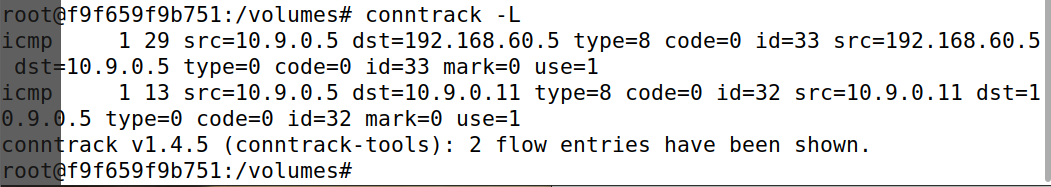 root@f9f659f9b751:/volumes# conntrack -L
icmp     1 29 src=10.9.0.5 dst=192.168.60.5 type=8 code=0 id=33 src=192.168.60.5
 dst=10.9.0.5 type=0 code=0 id=33 mark=0 use=1
icmp     1 13 src=10.9.0.5 dst=10.9.0.11 type=8 code=0 id=32 src=10.9.0.11 dst=1
0.9.0.5 type=0 code=0 id=32 mark=0 use=1
conntrack v1.4.5 (conntrack-tools): 2 flow entries have been shown.
root@f9f659f9b751:/volumes#